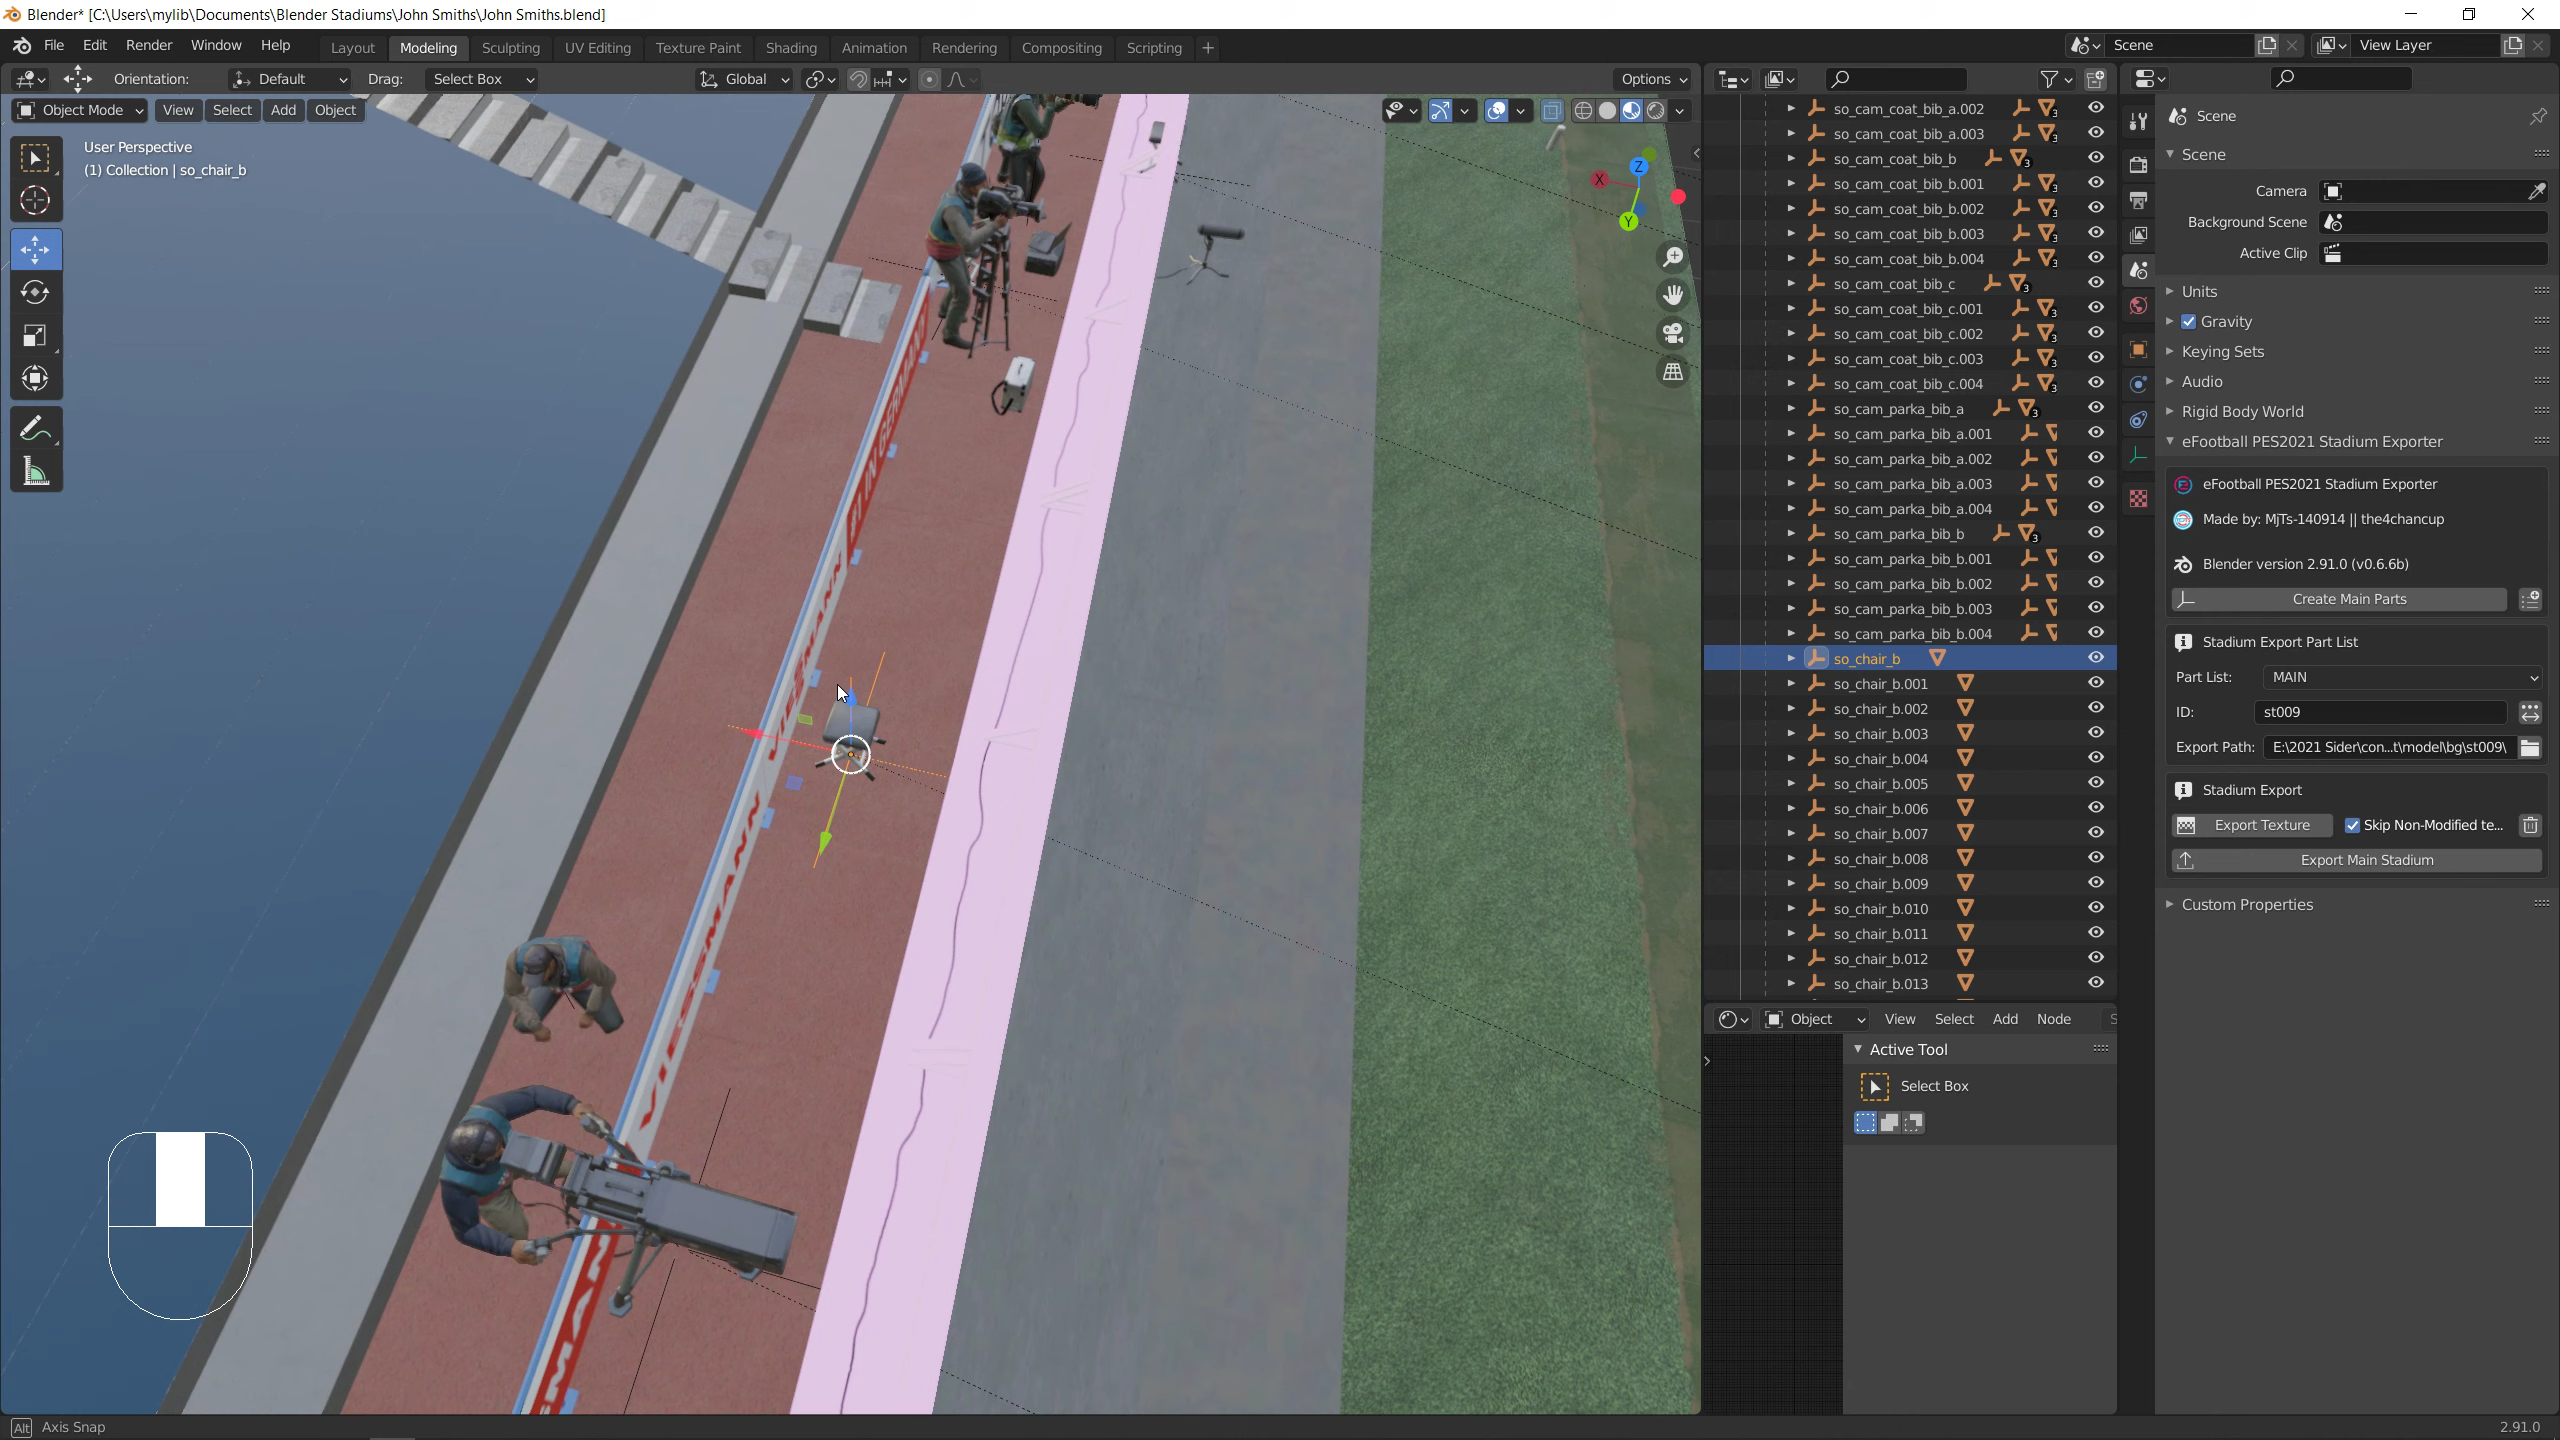 Blender* [C:\Users\mylib\Documents\Blender Stadiums\John Smiths\John Smiths.blend]
File Edit Render Window Help Layout Modeling Sculpting UV Editing Texture Paint Shading Animation Rendering Compositing Scripting + Scene View Layer
Orientation: Default Drag: Select Box Global Options
Object Mode View Select Add Object
User Perspective
(1) Collection | so_chair_b
Z
X
Y
#1 IN GERMANY
VIESMANN
VIESMANN
so_cam_coat_bib_a.002
so_cam_coat_bib_a.003
so_cam_coat_bib_b
so_cam_coat_bib_b.001
so_cam_coat_bib_b.002
so_cam_coat_bib_b.003
so_cam_coat_bib_b.004
so_cam_coat_bib_c
so_cam_coat_bib_c.001
so_cam_coat_bib_c.002
so_cam_coat_bib_c.003
so_cam_coat_bib_c.004
so_cam_parka_bib_a
so_cam_parka_bib_a.001
so_cam_parka_bib_a.002
so_cam_parka_bib_a.003
so_cam_parka_bib_a.004
so_cam_parka_bib_b
so_cam_parka_bib_b.001
so_cam_parka_bib_b.002
so_cam_parka_bib_b.003
so_cam_parka_bib_b.004
so_chair_b
so_chair_b.001
so_chair_b.002
so_chair_b.003
so_chair_b.004
so_chair_b.005
so_chair_b.006
so_chair_b.007
so_chair_b.008
so_chair_b.009
so_chair_b.010
so_chair_b.011
so_chair_b.012
so_chair_b.013
Object View Select Add Node S
Active Tool
Select Box
Scene
Scene
Camera
Background Scene
Active Clip
Units
Gravity
Keying Sets
Audio
Rigid Body World
eFootball PES2021 Stadium Exporter
eFootball PES2021 Stadium Exporter
Made by: MjTs-140914 || the4chancup
Blender version 2.91.0 (v0.6.6b)
Create Main Parts
Stadium Export Part List
Part List: MAIN
ID: st009
Export Path: E:\2021 Sider\con...t\model\bg\st009\
Stadium Export
Export Texture Skip Non-Modified te...
Export Main Stadium
Custom Properties
Alt Axis Snap
2.91.0